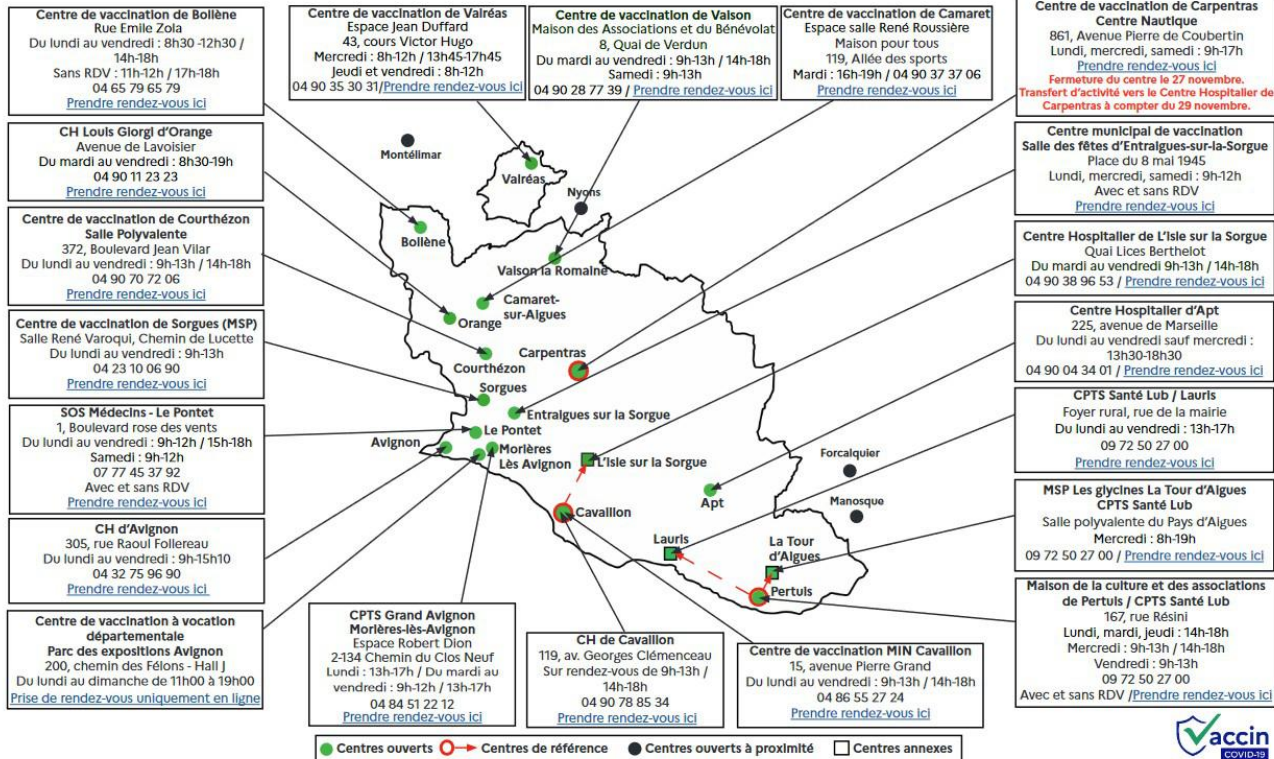 Centre de vaccination de Bollène
Rue Emile Zola
Du lundi au vendredi : 8h30 -12h30 /
14h-18h
Sans RDV : 11h-12h / 17h-18h
04 65 79 65 79
Prendre rendez-vous ici
Centre de vaccination de Valréas
Espace Jean Duffard
43, cours Victor Hugo
Mercredi : 8h-12h / 13h45-17h45
Jeudi et vendredi : 8h-12h
04 90 35 30 31/Prendre rendez-vous ici
Centre de vaccination de Vaison
Maison des Associations et du Bénévolat
8, Quai de Verdun
Du mardi au vendredi : 9h-13h / 14h-18h
Samedi : 9h-13h
04 90 28 77 39 / Prendre rendez-vous ici
Centre de vaccination de Camaret
Espace salle René Roussière
Maison pour tous
119, Allée des sports
Mardi : 16h-19h / 04 90 37 37 06
Prendre rendez-vous ici
Centre de vaccination de Carpentras
Centre Nautique
861, Avenue Pierre de Coubertin
Lundi, mercredi, samedi : 9h-17h
Prendre rendez-vous ici
Fermeture du centre le 27 novembre.
Transfert d'activité vers le Centre Hospitalier de
Carpentras à compter du 29 novembre.
CH Louis Giorgi d'Orange
Avenue de Lavoisier
Du mardi au vendredi : 8h30-19h
04 90 11 23 23
Prendre rendez-vous ici
Centre de vaccination de Courthézon
Salle Polyvalente
372, Boulevard Jean Vilar
Du lundi au vendredi : 9h-13h / 14h-18h
04 90 70 72 06
Prendre rendez-vous ici
Centre de vaccination de Sorgues (MSP)
Salle René Varoqui, Chemin de Lucette
Du lundi au vendredi : 9h-13h
04 23 10 06 90
Prendre rendez-vous ici
SOS Médecins - Le Pontet
1, Boulevard rose des vents
Du lundi au vendredi : 9h-12h / 15h-18h
Samedi : 9h-12h
07 77 45 37 92
Avec et sans RDV
Prendre rendez-vous ici
CH d'Avignon
305, rue Raoul Follereau
Du lundi au vendredi : 9h-15h10
04 32 75 96 90
Prendre rendez-vous ici
Centre de vaccination à vocation
départementale
Parc des expositions Avignon
200, chemin des Félons - Hall J
Du lundi au dimanche de 11h00 à 19h00
Prise de rendez-vous uniquement en ligne
Montélimar
Valréas
Nyons
Bollène
Vaison la Romaine
Camaret-
sur-Aigues
Orange
Carpentras
Courthézon
Sorgues
Entraigues sur la Sorgue
Le Pontet
Avignon
Morières
Lès Avignon
L'Isle sur la Sorgue
Forcalquier
Apt
Manosque
Cavaillon
Lauris
La Tour
d'Aigues
Pertuis
Centre municipal de vaccination
Salle des fêtes d'Entraigues-sur-la-Sorgue
Place du 8 mai 1945
Lundi, mercredi, samedi : 9h-12h
Avec et sans RDV
Prendre rendez-vous ici
Centre Hospitalier de L'Isle sur la Sorgue
Quai Lices Berthelot
Du mardi au vendredi 9h-13h / 14h-18h
04 90 38 96 53 / Prendre rendez-vous ici
Centre Hospitalier d'Apt
225, avenue de Marseille
Du lundi au vendredi sauf mercredi :
13h30-18h30
04 90 04 34 01 / Prendre rendez-vous ici
CPTS Santé Lub / Lauris
Foyer rural, rue de la mairie
Du lundi au vendredi : 13h-17h
09 72 50 27 00
Prendre rendez-vous ici
MSP Les glycines La Tour d'Aigues
CPTS Santé Lub
Salle polyvalente du Pays d'Aigues
Mercredi : 8h-19h
09 72 50 27 00 / Prendre rendez-vous ici
Maison de la culture et des associations
de Pertuis / CPTS Santé Lub
167, rue Résini
Lundi, mardi, jeudi : 14h-18h
Mercredi : 9h-13h / 14h-18h
Vendredi : 9h-13h
09 72 50 27 00
Avec et sans RDV /Prendre rendez-vous ici
CPTS Grand Avignon
Morières-lès-Avignon
Espace Robert Dion
2-134 Chemin du Clos Neuf
Lundi : 13h-17h / Du mardi au
vendredi : 9h-12h / 13h-17h
04 84 51 22 12
Prendre rendez-vous ici
CH de Cavaillon
119, av. Georges Clémenceau
Sur rendez-vous de 9h-13h /
14h-18h
04 90 78 85 34
Prendre rendez-vous ici
Centre de vaccination MIN Cavaillon
15, avenue Pierre Grand
Du lundi au vendredi : 9h-13h / 14h-18h
04 86 55 27 24
Prendre rendez-vous ici
Centres ouverts
Centres de référence
Centres ouverts à proximité
Centres annexes
Vaccin
COVID-19